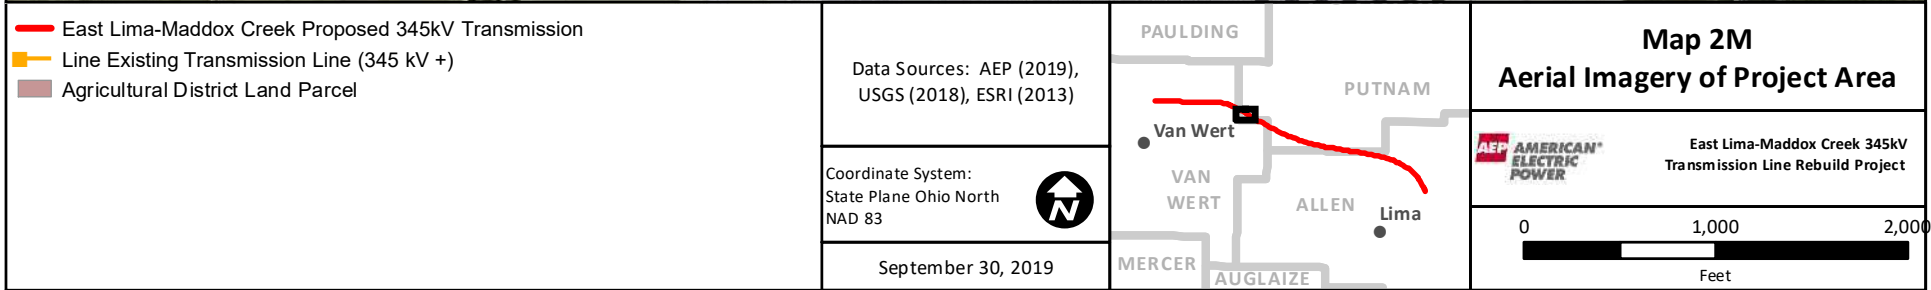 East Lima-Maddox Creek Proposed 345kV Transmission
Line Existing Transmission Line (345 kV +)
Agricultural District Land Parcel
Data Sources: AEP (2019),
USGS (2018), ESRI (2013)
Coordinate System:
State Plane Ohio North
NAD 83
N
September 30, 2019
PAULDING
PUTNAM
Van Wert
VAN
WERT
ALLEN
Lima
MERCER
AUGLAIZE
Map 2M
Aerial Imagery of Project Area
AEP AMERICAN®
ELECTRIC
POWER
East Lima-Maddox Creek 345kV
Transmission Line Rebuild Project
0 1,000 2,000
Feet